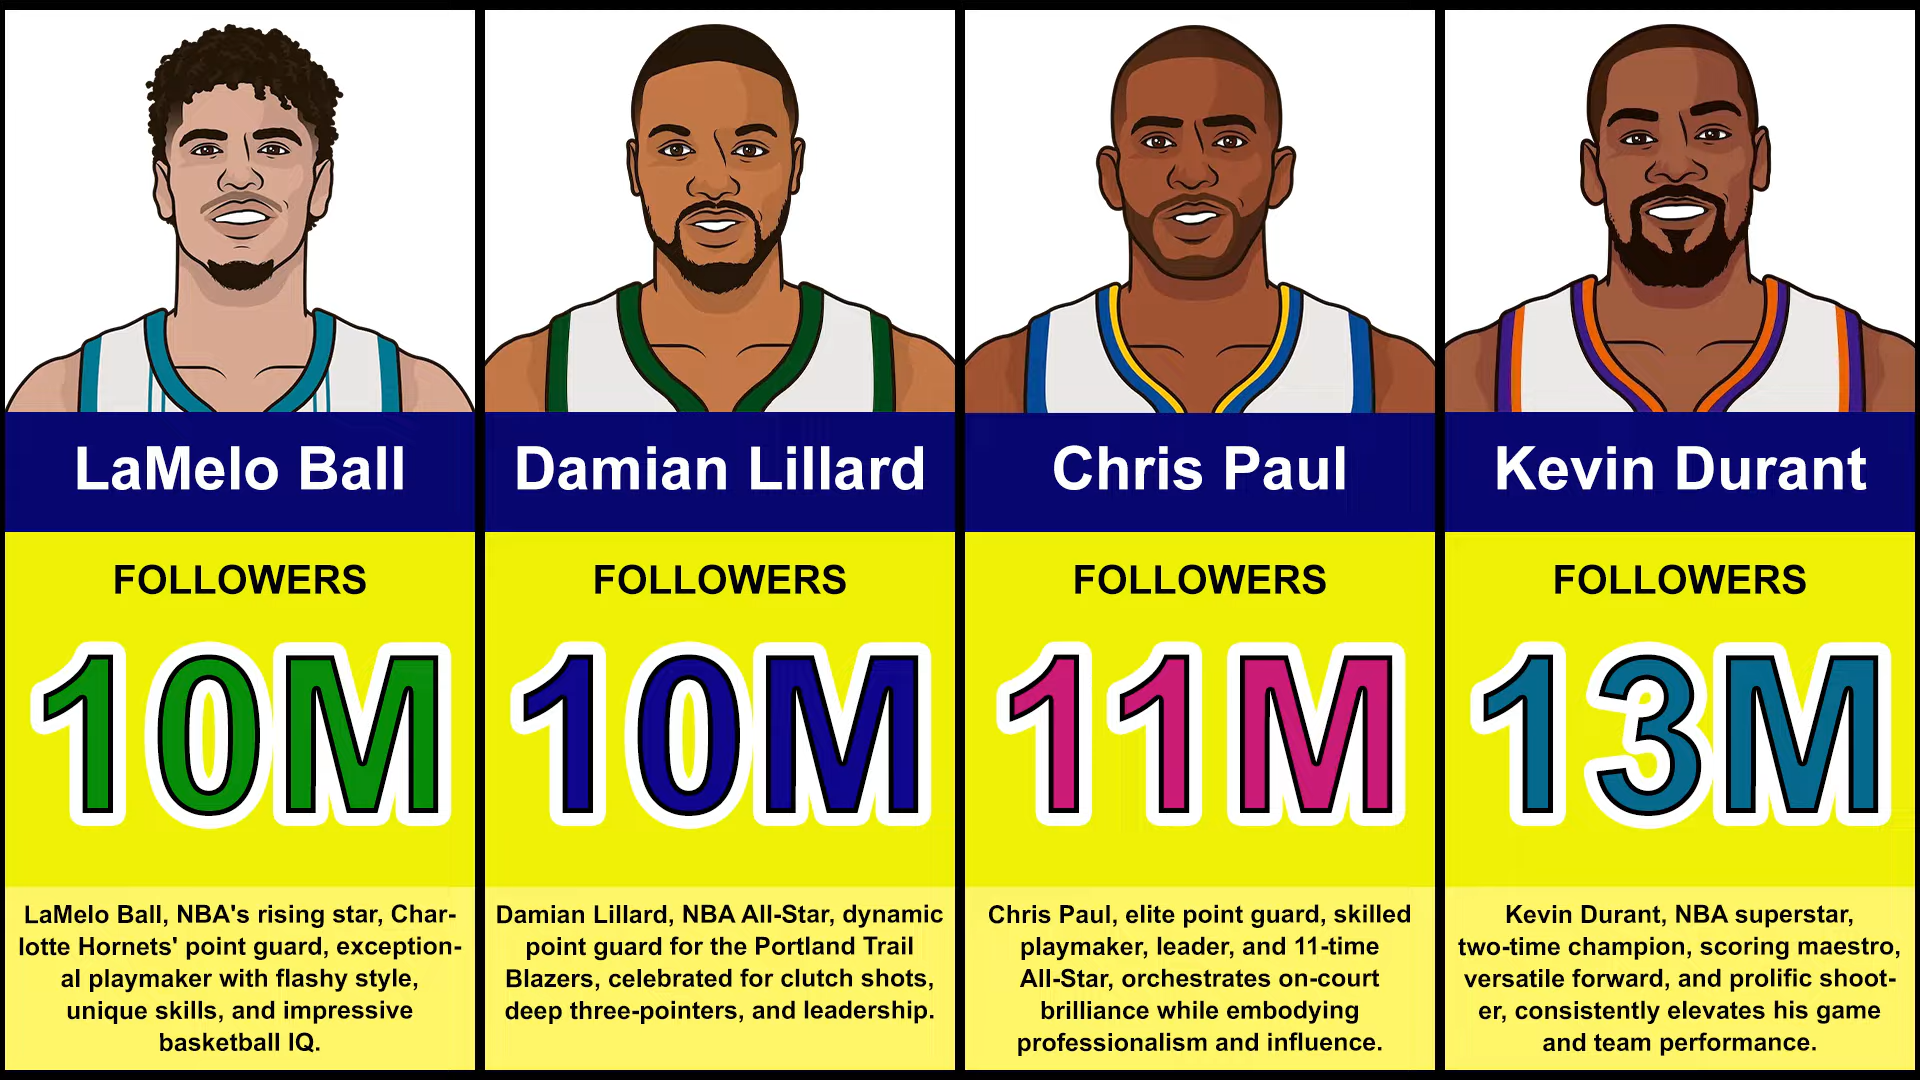 LaMelo Ball
FOLLOWERS
10M
LaMelo Ball, NBA's rising star, Char-
lotte Hornets' point guard, exception-
al playmaker with flashy style,
unique skills, and impressive
basketball IQ.
Damian Lillard
FOLLOWERS
10M
Damian Lillard, NBA All-Star, dynamic
point guard for the Portland Trail
Blazers, celebrated for clutch shots,
deep three-pointers, and leadership.
Chris Paul
FOLLOWERS
11M
Chris Paul, elite point guard, skilled
playmaker, leader, and 11-time
All-Star, orchestrates on-court
brilliance while embodying
professionalism and influence.
Kevin Durant
FOLLOWERS
13M
Kevin Durant, NBA superstar,
two-time champion, scoring maestro,
versatile forward, and prolific shoot-
er, consistently elevates his game
and team performance.